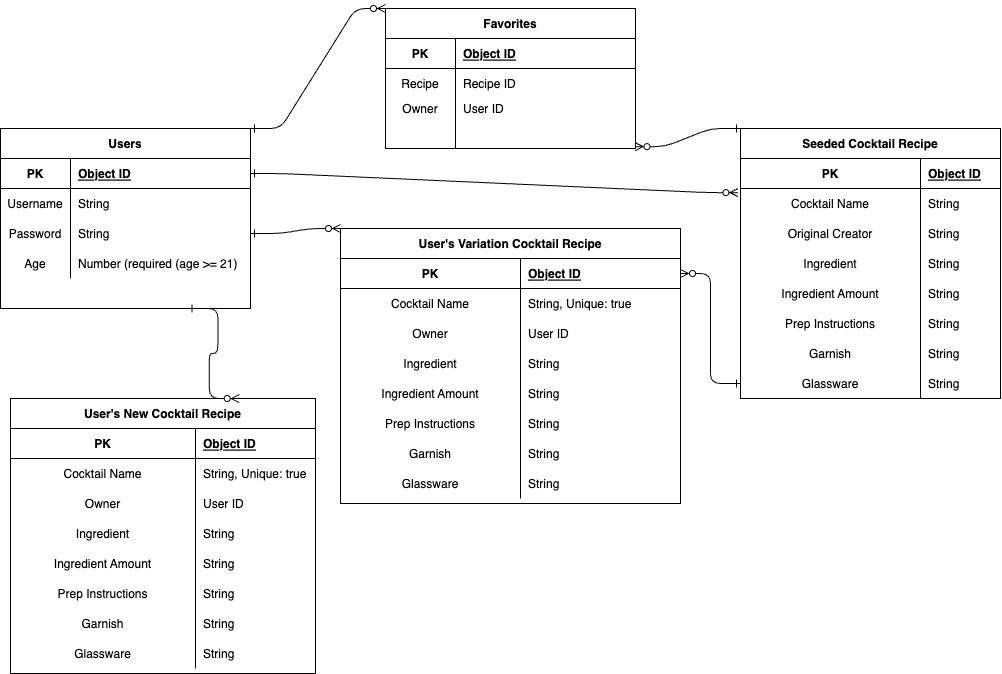 Favorites
PK Object ID
Recipe Recipe ID
Owner User ID
Users
PK Object ID
Username String
Password String
Age Number (required (age >= 21)
Seeded Cocktail Recipe
PK Object ID
Cocktail Name String
Original Creator String
Ingredient String
Ingredient Amount String
Prep Instructions String
Garnish String
Glassware String
User's Variation Cocktail Recipe
PK Object ID
Cocktail Name String, Unique: true
Owner User ID
Ingredient String
Ingredient Amount String
Prep Instructions String
Garnish String
Glassware String
User's New Cocktail Recipe
PK Object ID
Cocktail Name String, Unique: true
Owner User ID
Ingredient String
Ingredient Amount String
Prep Instructions String
Garnish String
Glassware String